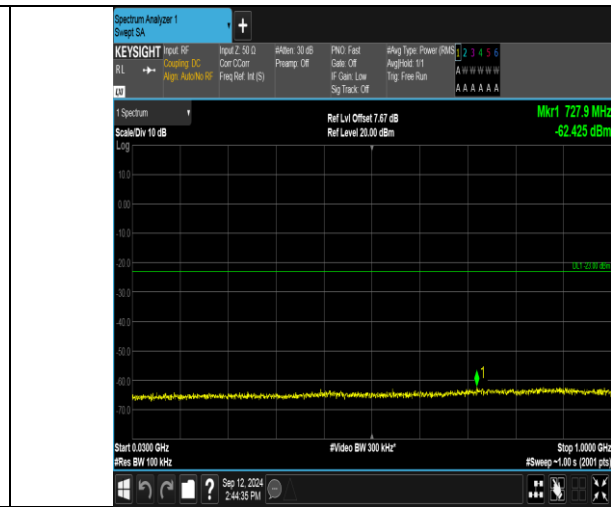 Spectrum Analyzer 1
Swept SA
KEYSIGHT Input: RF Input Z: 50 Ω #Atten: 30 dB PNO: Fast #Avg Type: Power (RMS 1 2 3 4 5 6
RL Coupling: DC Corr CCorr Preamp: Off Gate: Off Avg|Hold: 1/1 A W W W W W
Align: Auto/No RF Freq Ref: Int (S) IF Gain: Low Trig: Free Run
Sig Track: Off A A A A A A
1 Spectrum Ref Lvl Offset 7.67 dB Mkr1 727.9 MHz
Scale/Div 10 dB Ref Level 20.00 dBm -62.425 dBm
Log
10.0
0.00
-10.0
-20.0
DL1 -23.00 dBm
-30.0
-40.0
-50.0
1
-60.0
-70.0
Start 0.0300 GHz #Video BW 300 kHz* Stop 1.0000 GHz
#Res BW 100 kHz #Sweep ~1.00 s (2001 pts)
? Sep 12, 2024
2:44:35 PM